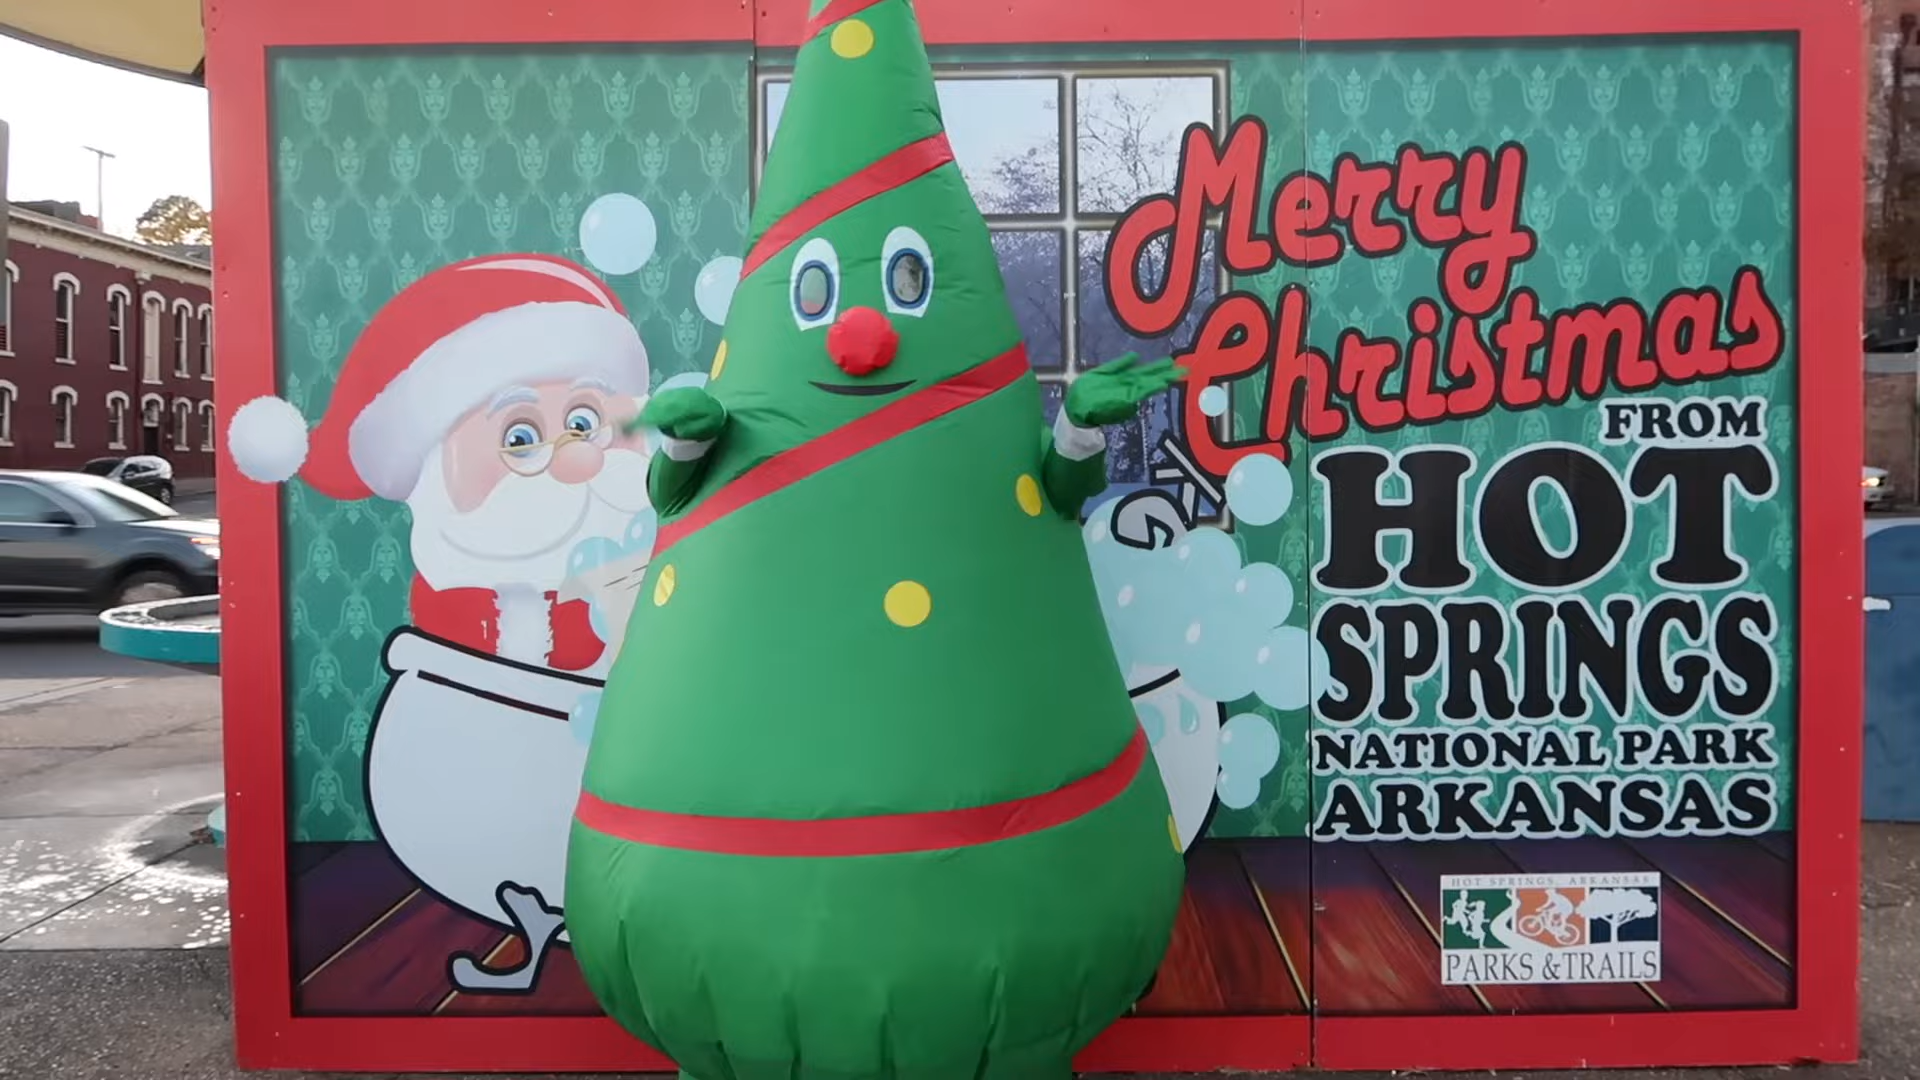 Merry
Christmas
FROM
HOT
SPRINGS
NATIONAL PARK
ARKANSAS
HOT SPRINGS, ARKANSAS
PARKS & TRAILS